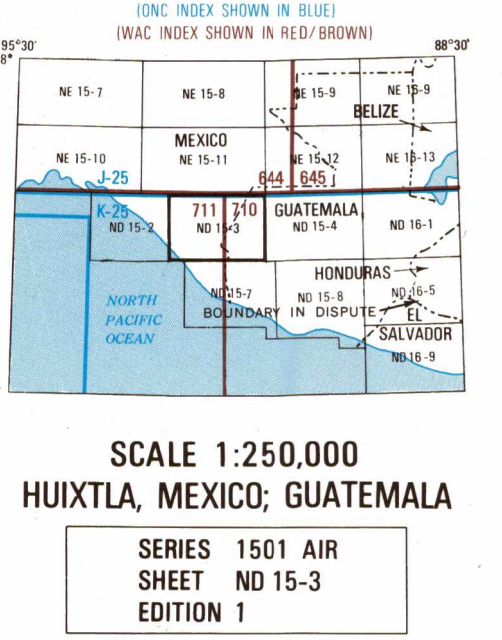 (ONC INDEX SHOWN IN BLUE)
(WAC INDEX SHOWN IN RED/BROWN)
95°30' 88°30'
8°
NE 15-7 NE 15-8 NE 15-9 NE 16-9
BELIZE
MEXICO
NE 15-10 NE 15-11 NE 15-12 NE 16-13
J-25 644 645
K-25 711 710 GUATEMALA
ND 15-2 ND 15-3 ND 15-4 ND 16-1
HONDURAS
ND 15-7 ND 15-8 ND 16-5
NORTH
PACIFIC
OCEAN
BOUNDARY IN DISPUTE
EL
SALVADOR
ND 16-9
SCALE 1:250,000
HUIXTLA, MEXICO; GUATEMALA
SERIES 1501 AIR
SHEET ND 15-3
EDITION 1